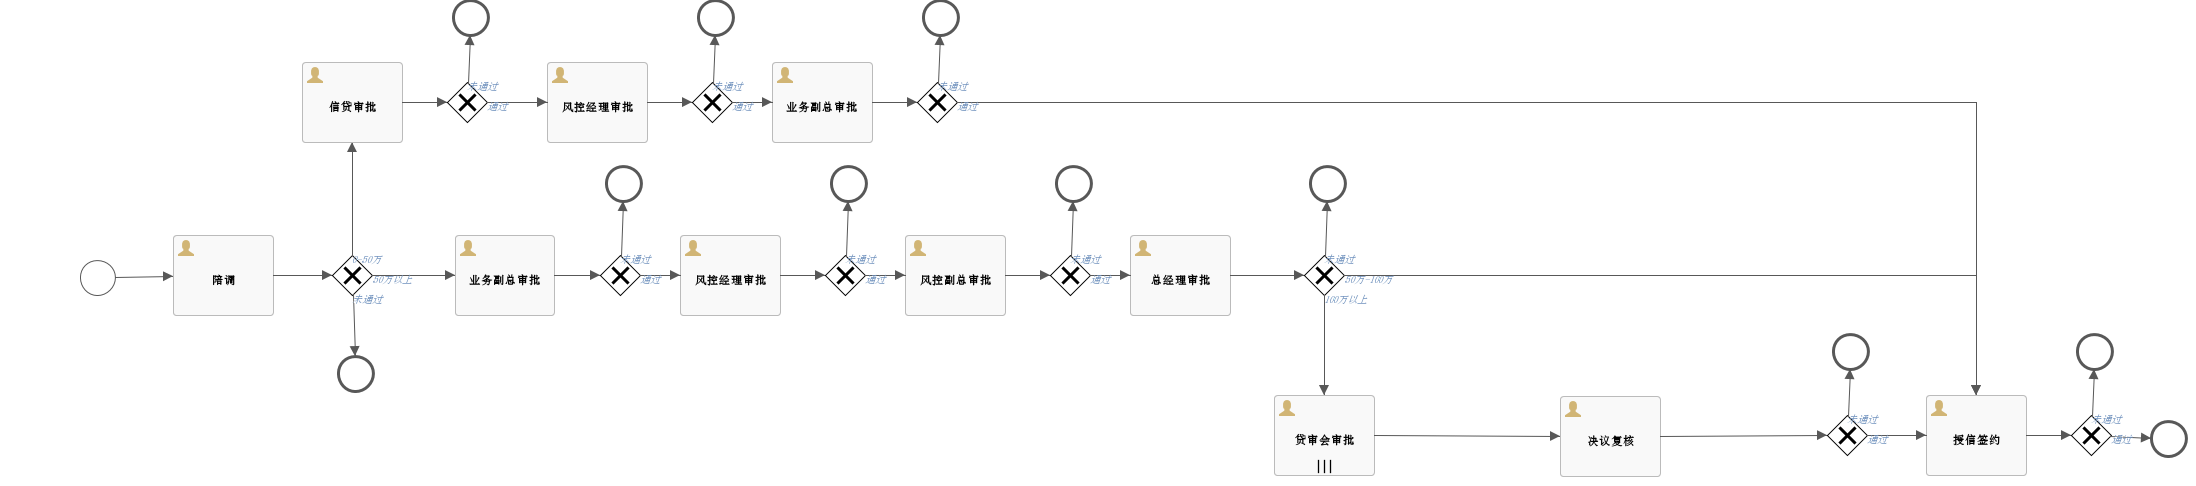 未通过
未通过
未通过
信贷审批
通过
风控经理审批
通过
业务副总审批
通过
0-50万
未通过
未通过
未通过
未通过
陪调
50万以上
业务副总审批
通过
风控经理审批
通过
风控副总审批
通过
总经理审批
50万-100万
未通过
100万以上
未通过
未通过
贷审会审批
决议复核
通过
授信签约
通过